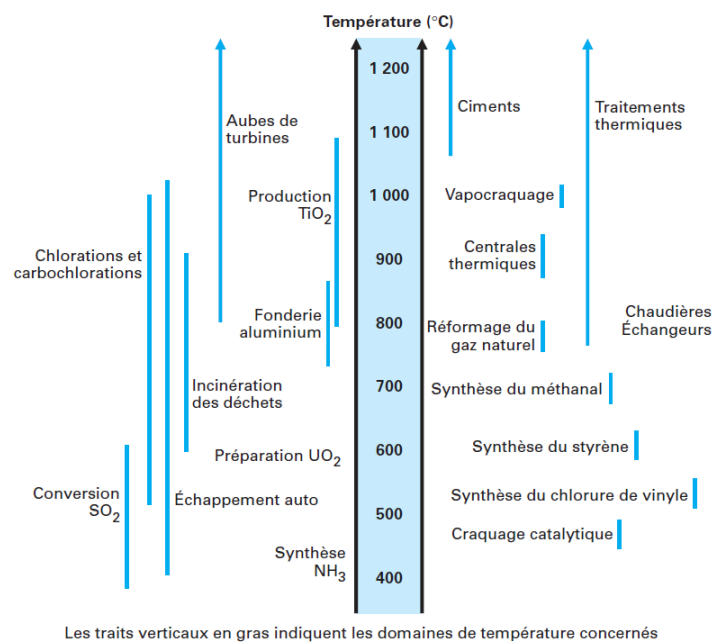 Température (°C)
1 200
1 100
1 000
900
800
700
600
500
400
Aubes de
turbines
Production
TiO2
Chlorations et
carbochlorations
Fonderie
aluminium
Incinération
des déchets
Préparation UO2
Conversion
SO2
Échappement auto
Synthèse
NH3
Ciments
Traitements
thermiques
Vapocraquage
Centrales
thermiques
Chaudières
Échangeurs
Réformage du
gaz naturel
Synthèse du méthanal
Synthèse du styrène
Synthèse du chlorure de vinyle
Craquage catalytique
Les traits verticaux en gras indiquent les domaines de température concernés